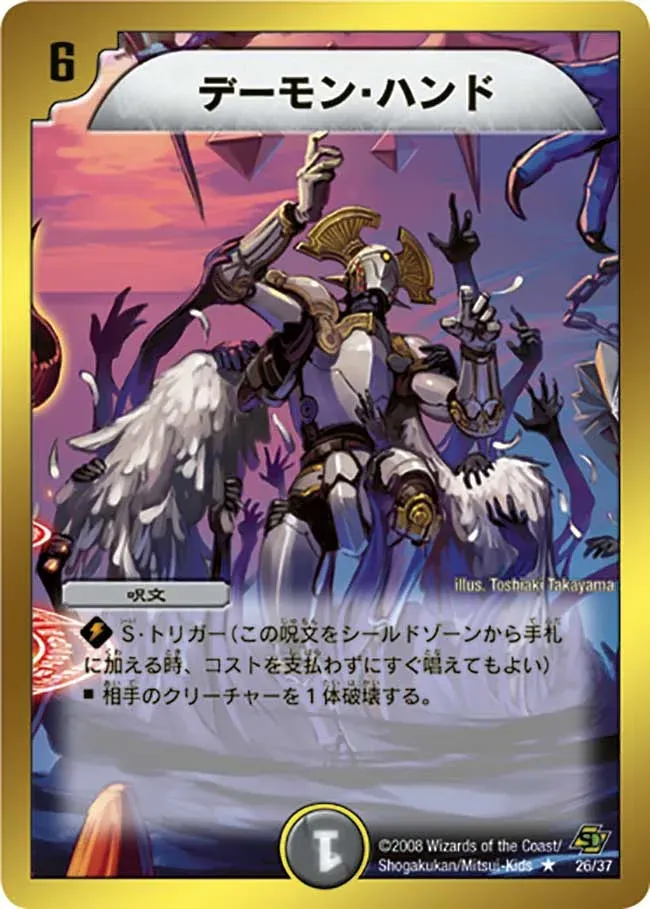 6
デーモン・ハンド
illus. Toshiaki Takayama
呪文
S・トリガー(この呪文をシールドゾーンから手札
に加える時、コストを支払わずにすぐ唱えてもよい)
■ 相手のクリーチャーを1体破壊する。
1
©2008 Wizards of the Coast/
Shogakukan/Mitsui-Kids ★ 26/37